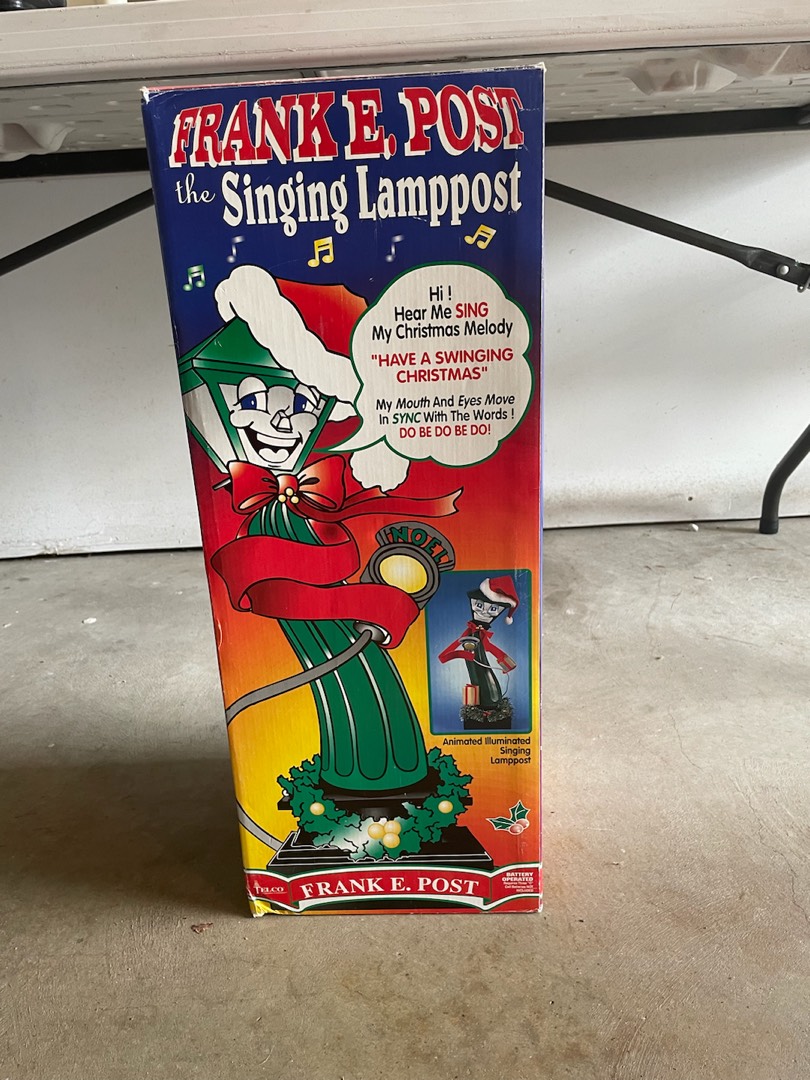 FRANK E. POST
the Singing Lamppost
Hi !
Hear Me SING
My Christmas Melody
"HAVE A SWINGING
CHRISTMAS"
My Mouth And Eyes Move
In SYNC With The Words !
DO BE DO BE DO!
NOEL
Animated Illuminated
Singing
Lamppost
TELCO
FRANK E. POST
BATTERY
OPERATED